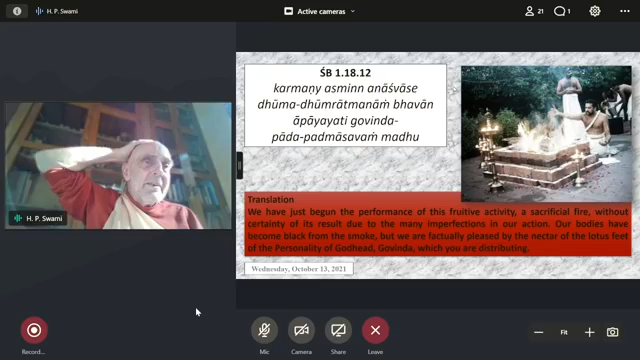 H. P. Swami
Active cameras
21
1
ŚB 1.18.12
karmaṇy asminn anāśvāse
dhūma-dhūmrātmanāṁ bhavān
āpāyayati govinda-
pāda-padmāsavaṁ madhu
H. P. Swami
Translation
We have just begun the performance of this fruitive activity, a sacrificial fire, without
certainty of its result due to the many imperfections in our action. Our bodies have
become black from the smoke, but we are factually pleased by the nectar of the lotus feet
of the Personality of Godhead, Govinda, which you are distributing.
Wednesday, October 13, 2021
Record...
Mic
Camera
Share
Leave
Fit